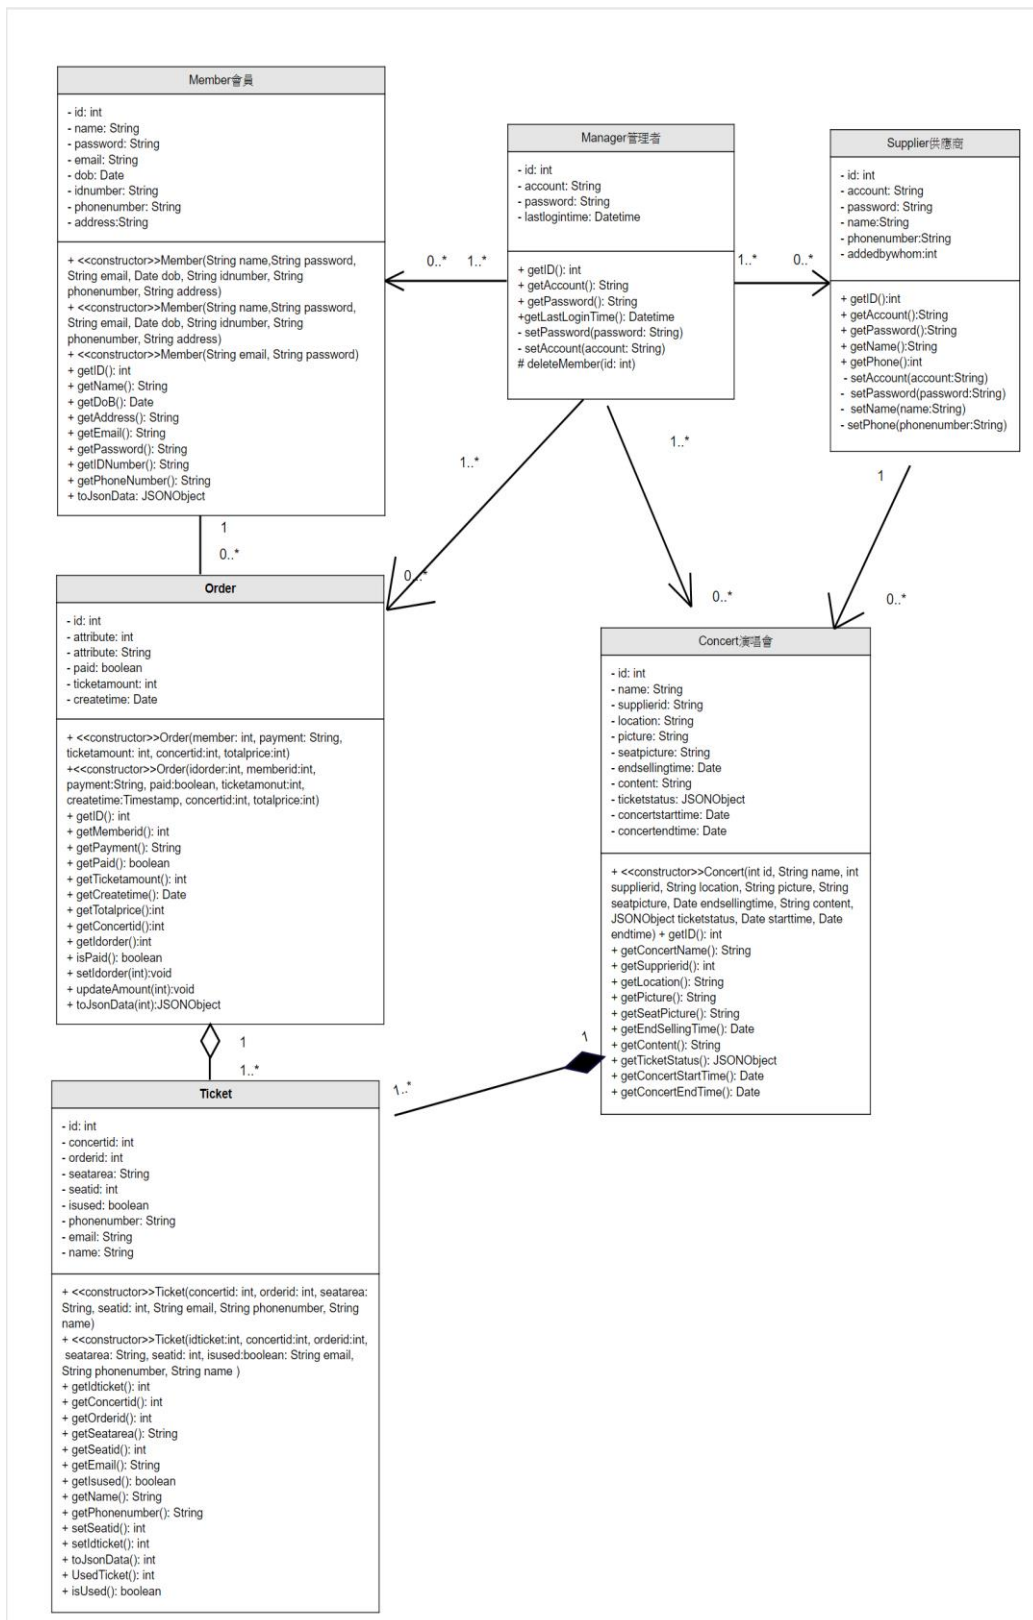 Member會員
- id: int
- name: String
- password: String
- email: String
- dob: Date
- idnumber: String
- phonenumber: String
- address:String
+ <<constructor>>Member(String name,String password,
String email, Date dob, String idnumber, String
phonenumber, String address)
+ <<constructor>>Member(String name,String password,
String email, Date dob, String idnumber, String
phonenumber, String address)
+ <<constructor>>Member(String email, String password)
+ getID(): int
+ getName(): String
+ getDoB(): Date
+ getAddress(): String
+ getEmail(): String
+ getPassword(): String
+ getIDNumber(): String
+ getPhoneNumber(): String
+ toJsonData: JSONObject
Manager管理者
- id: int
- account: String
- password: String
- lastlogintime: Datetime
+ getID(): int
+ getAccount(): String
+ getPassword(): String
+getLastLoginTime(): Datetime
- setPassword(password: String)
- setAccount(account: String)
# deleteMember(id: int)
Supplier供應商
- id: int
- account: String
- password: String
- name:String
- phonenumber:String
- addedbywhom:int
+ getID():int
+ getAccount():String
+ getPassword():String
+ getName():String
+ getPhone():int
- setAccount(account:String)
- setPassword(password:String)
- setName(name:String)
- setPhone(phonenumber:String)
0..* 1..*
1..* 0..*
1..*
1..*
1
1
0..*
0..*
0..*
0..*
Order
- id: int
- attribute: int
- attribute: String
- paid: boolean
- ticketamount: int
- createtime: Date
+ <<constructor>>Order(member: int, payment: String,
ticketamount: int, concertid:int, totalprice:int)
+<<constructor>>Order(idorder:int, memberid:int,
payment:String, paid:boolean, ticketamonut:int,
createtime:Timestamp, concertid:int, totalprice:int)
+ getID(): int
+ getMemberid(): int
+ getPayment(): String
+ getPaid(): boolean
+ getTicketamount(): int
+ getCreatetime(): Date
+ getTotalprice():int
+ getConcertid():int
+ getIdorder():int
+ isPaid(): boolean
+ setIdorder(int):void
+ updateAmount(int):void
+ toJsonData(int):JSONObject
Concert演唱會
- id: int
- name: String
- supplierid: String
- location: String
- picture: String
- seatpicture: String
- endsellingtime: Date
- content: String
- ticketstatus: JSONObject
- concertstarttime: Date
- concertendtime: Date
+ <<constructor>>Concert(int id, String name, int
supplierid, String location, String picture, String
seatpicture, Date endsellingtime, String content,
JSONObject ticketstatus, Date starttime, Date
endtime) + getID(): int
+ getConcertName(): String
+ getSupprierid(): int
+ getLocation(): String
+ getPicture(): String
+ getSeatPicture(): String
+ getEndSellingTime(): Date
+ getContent(): String
+ getTicketStatus(): JSONObject
+ getConcertStartTime(): Date
+ getConcertEndTime(): Date
1
1..*
1
1..*
Ticket
- id: int
- concertid: int
- orderid: int
- seatarea: String
- seatid: int
- isused: boolean
- phonenumber: String
- email: String
- name: String
+ <<constructor>>Ticket(concertid: int, orderid: int, seatarea:
String, seatid: int, String email, String phonenumber, String
name)
+ <<constructor>>Ticket(idticket:int, concertid:int, orderid:int,
seatarea: String, seatid: int, isused:boolean: String email,
String phonenumber, String name )
+ getIdticket(): int
+ getConcertid(): int
+ getOrderid(): int
+ getSeatarea(): String
+ getSeatid(): int
+ getEmail(): String
+ getIsused(): boolean
+ getName(): String
+ getPhonenumber(): String
+ setSeatid(): int
+ setIdticket(): int
+ toJsonData(): int
+ UsedTicket(): int
+ isUsed(): boolean